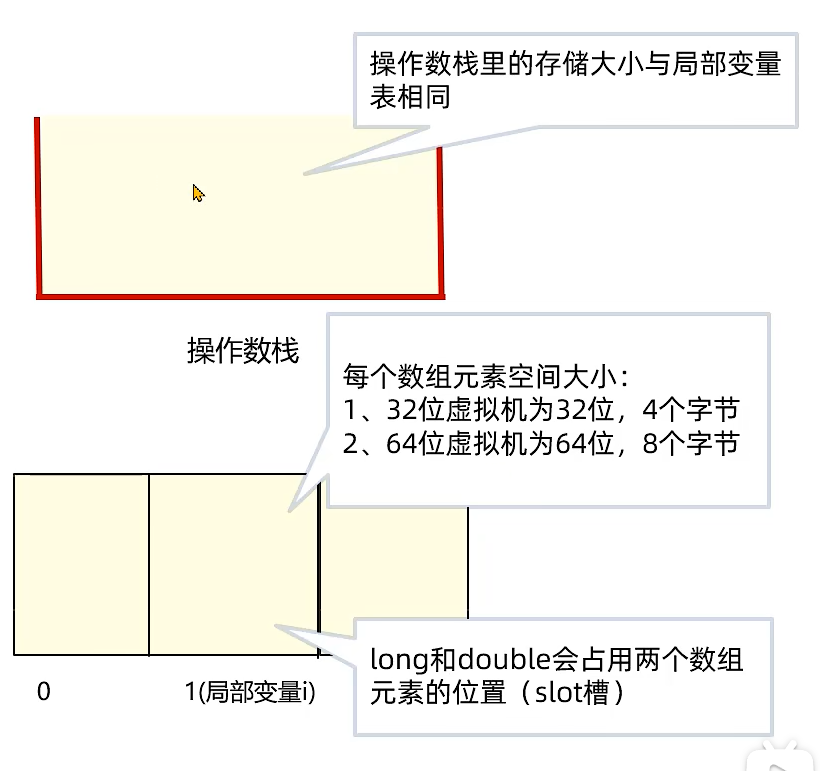 操作数栈里的存储大小与局部变量
表相同
操作数栈
每个数组元素空间大小：
1、32位虚拟机为32位，4个字节
2、64位虚拟机为64位，8个字节
long和double会占用两个数组
元素的位置（slot槽）
0
1(局部变量i)